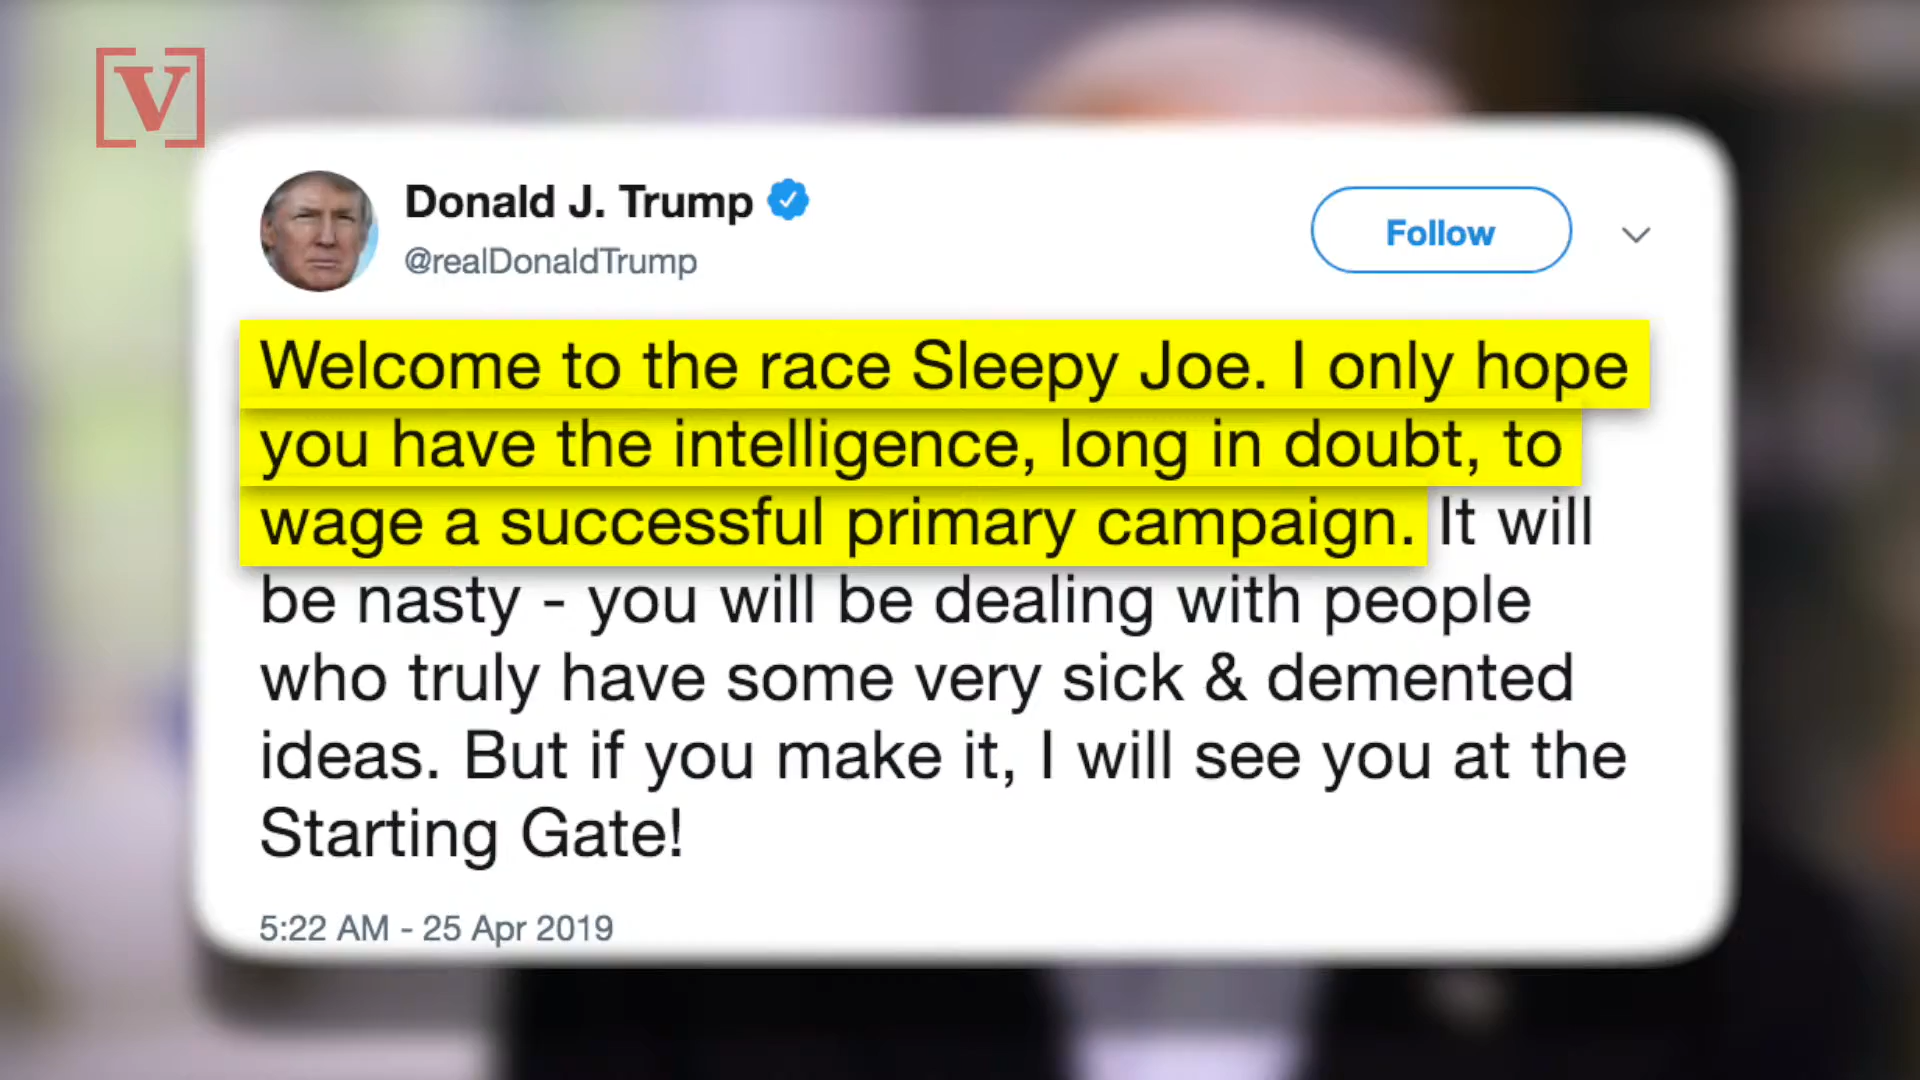 [V]
Donald J. Trump
@realDonaldTrump
Follow
Welcome to the race Sleepy Joe. I only hope
you have the intelligence, long in doubt, to
wage a successful primary campaign. It will
be nasty - you will be dealing with people
who truly have some very sick & demented
ideas. But if you make it, I will see you at the
Starting Gate!
5:22 AM - 25 Apr 2019